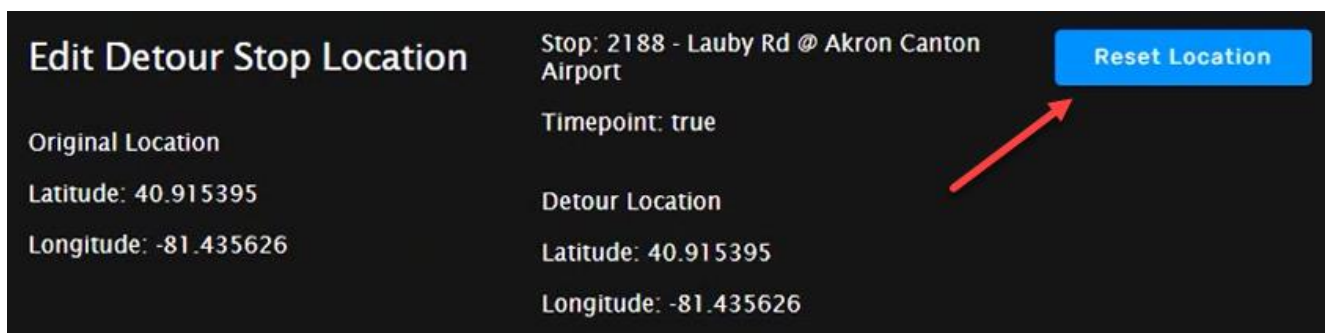 Edit Detour Stop Location
Original Location
Latitude: 40.915395
Longitude: -81.435626
Stop: 2188 - Lauby Rd @ Akron Canton
Airport
Timepoint: true
Detour Location
Latitude: 40.915395
Longitude: -81.435626
Reset Location